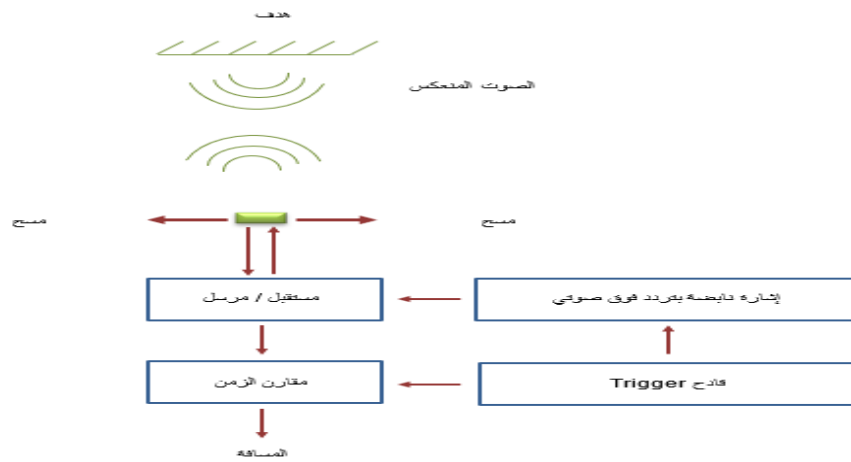 هدف
الصوت المنعكس
مسح
مسح
إشارة نابضة بتردد فوق صوتي
مستقبل / مرسل
قادح Trigger
مقارن الزمن
المسافة